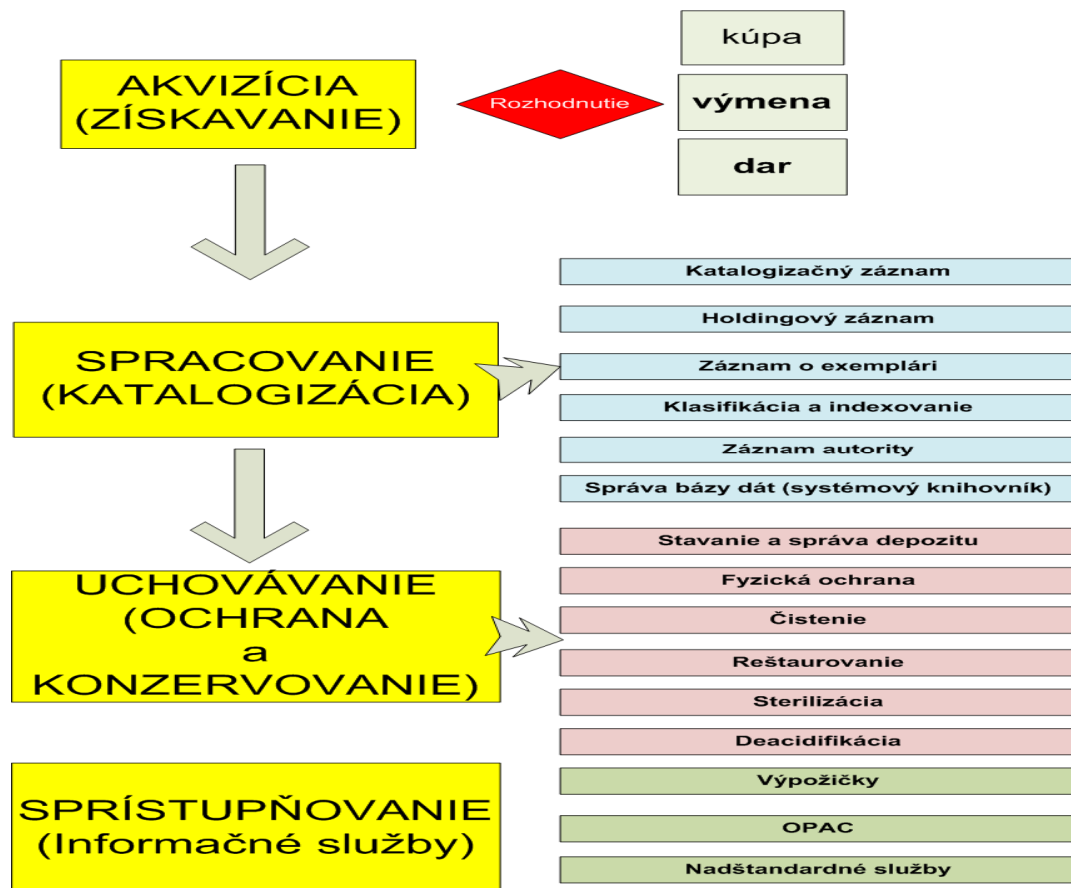 AKVIZÍCIA
(ZÍSKAVANIE)
Rozhodnutie
kúpa
výmena
dar
SPRACOVANIE
(KATALOGIZÁCIA)
Katalogizačný záznam
Holdingový záznam
Záznam o exemplári
Klasifikácia a indexovanie
Záznam autority
Správa bázy dát (systémový knihovník)
UCHOVÁVANIE
(OCHRANA
a
KONZERVOVANIE)
Stavanie a správa depozitu
Fyzická ochrana
Čistenie
Reštaurovanie
Sterilizácia
Deacidifikácia
SPRÍSTUPŇOVANIE
(Informačné služby)
Výpožičky
OPAC
Nadštandardné služby